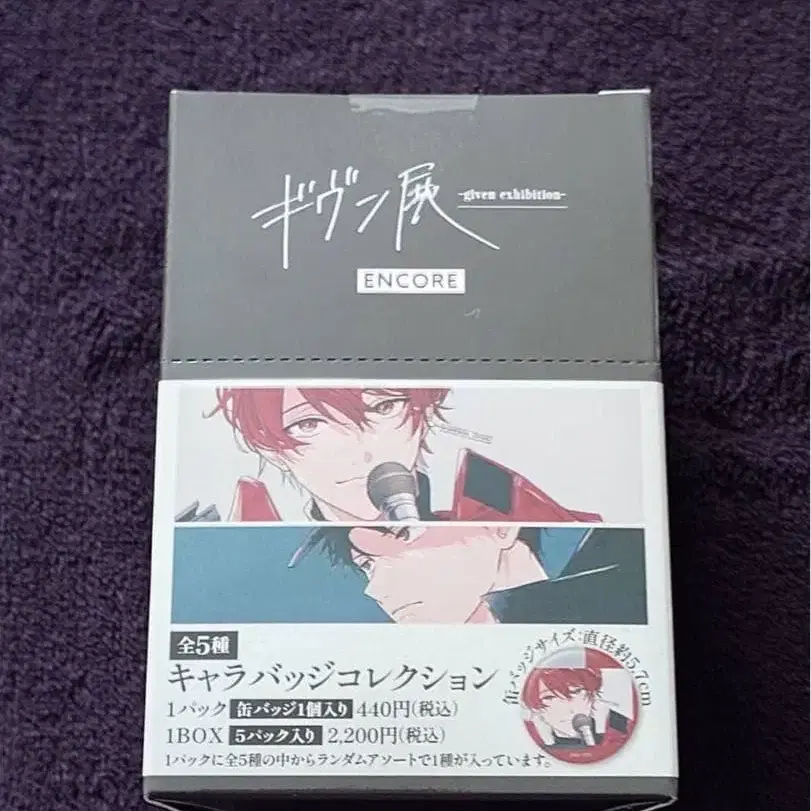 ギヴン展 -given exhibition-
ENCORE
全5種
キャラバッジコレクション
缶バッジサイズ:直径約5.7cm
1パック 缶バッジ1個入り 440円(税込)
1BOX 5パック入り 2,200円(税込)
1パックに全5種の中からランダムアソートで1種が入っています。